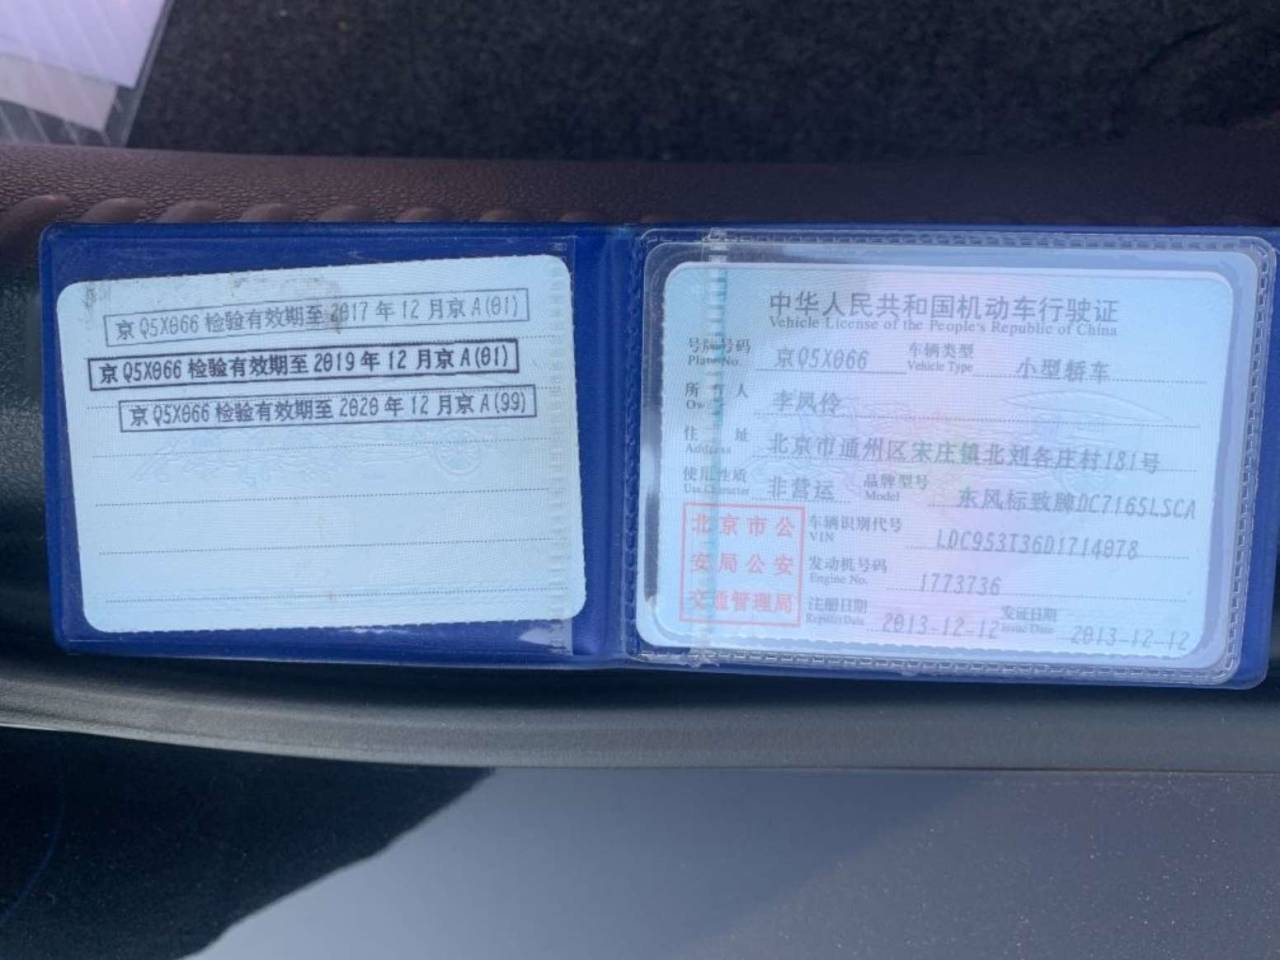 京Q5X066检验有效期至2017年12月京A(01)
京Q5X066检验有效期至2019年12月京A(01)
京Q5X066检验有效期至2020年12月京A(99)
中华人民共和国机动车行驶证
Vehicle License of the People's Republic of China
号牌号码 京Q5X066 车辆类型 小型轿车
Plate No. Vehicle Type
所有人 李凤伶
住址 北京市通州区宋庄镇北刘各庄村181号
Address
使用性质 非营运 品牌型号 东风标致牌DC7165LSCA
Use Character Model
北京市公
安局公安
交通管理局
车辆识别代号 LDC953T36D1714078
VIN
发动机号码 1773736
Engine No.
注册日期 2013-12-12 发证日期 2013-12-12
Register Date Issue Date